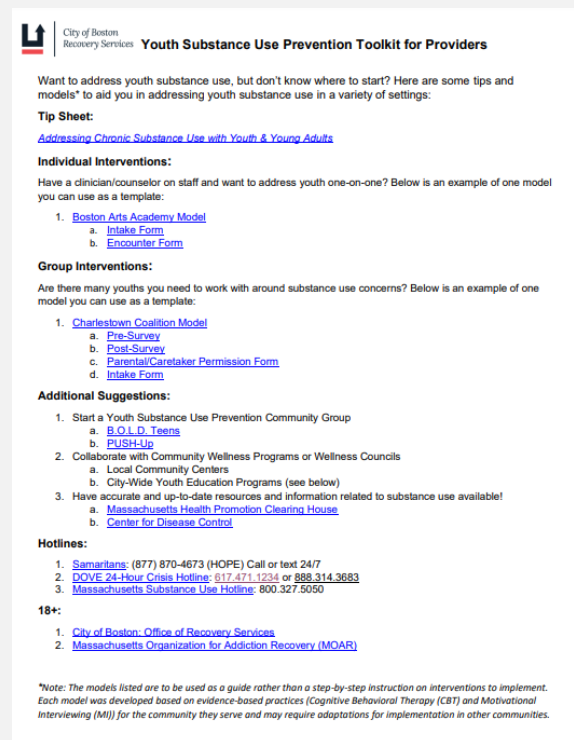 City of Boston
Recovery Services
Youth Substance Use Prevention Toolkit for Providers
Want to address youth substance use, but don't know where to start? Here are some tips and
models* to aid you in addressing youth substance use in a variety of settings:
Tip Sheet:
Addressing Chronic Substance Use with Youth & Young Adults
Individual Interventions:
Have a clinician/counselor on staff and want to address youth one-on-one? Below is an example of one model
you can use as a template:
1. Boston Arts Academy Model
a. Intake Form
b. Encounter Form
Group Interventions:
Are there many youths you need to work with around substance use concerns? Below is an example of one
model you can use as a template:
1. Charlestown Coalition Model
a. Pre-Survey
b. Post-Survey
c. Parental/Caretaker Permission Form
d. Intake Form
Additional Suggestions:
1. Start a Youth Substance Use Prevention Community Group
a. B.O.L.D. Teens
b. PUSH-Up
2. Collaborate with Community Wellness Programs or Wellness Councils
a. Local Community Centers
b. City-Wide Youth Education Programs (see below)
3. Have accurate and up-to-date resources and information related to substance use available!
a. Massachusetts Health Promotion Clearing House
b. Center for Disease Control
Hotlines:
1. Samaritans: (877) 870-4673 (HOPE) Call or text 24/7
2. DOVE 24-Hour Crisis Hotline: 617.471.1234 or 888.314.3683
3. Massachusetts Substance Use Hotline: 800.327.5050
18+:
1. City of Boston: Office of Recovery Services
2. Massachusetts Organization for Addiction Recovery (MOAR)
*Note: The models listed are to be used as a guide rather than a step-by-step instruction on interventions to implement.
Each model was developed based on evidence-based practices (Cognitive Behavioral Therapy (CBT) and Motivational
Interviewing (MI)) for the community they serve and may require adaptations for implementation in other communities.